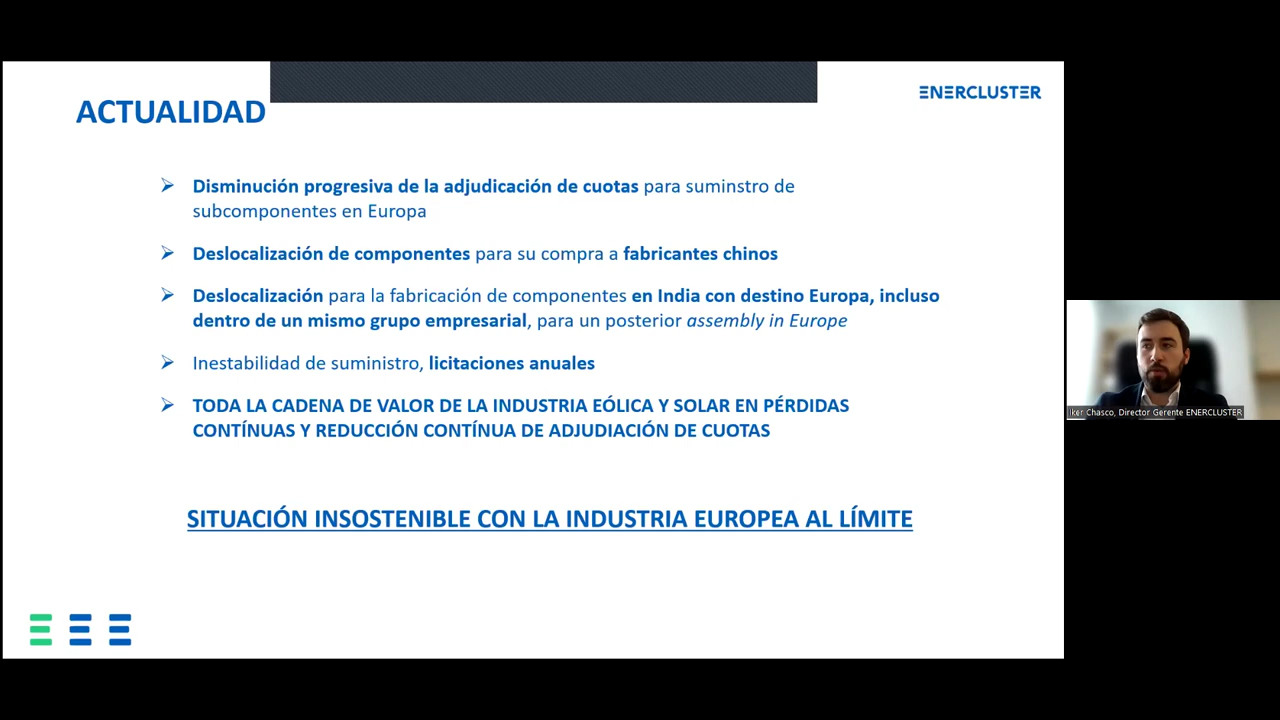 ACTUALIDAD
ENERCLUSTER
Disminución progresiva de la adjudicación de cuotas para suminstro de
subcomponentes en Europa
Deslocalización de componentes para su compra a fabricantes chinos
Deslocalización para la fabricación de componentes en India con destino Europa, incluso
dentro de un mismo grupo empresarial, para un posterior assembly in Europe
Inestabilidad de suministro, licitaciones anuales
TODA LA CADENA DE VALOR DE LA INDUSTRIA EÓLICA Y SOLAR EN PÉRDIDAS
CONTÍNUAS Y REDUCCIÓN CONTÍNUA DE ADJUDIACIÓN DE CUOTAS
SITUACIÓN INSOSTENIBLE CON LA INDUSTRIA EUROPEA AL LÍMITE
Iker Chasco, Director Gerente ENERCLUSTER